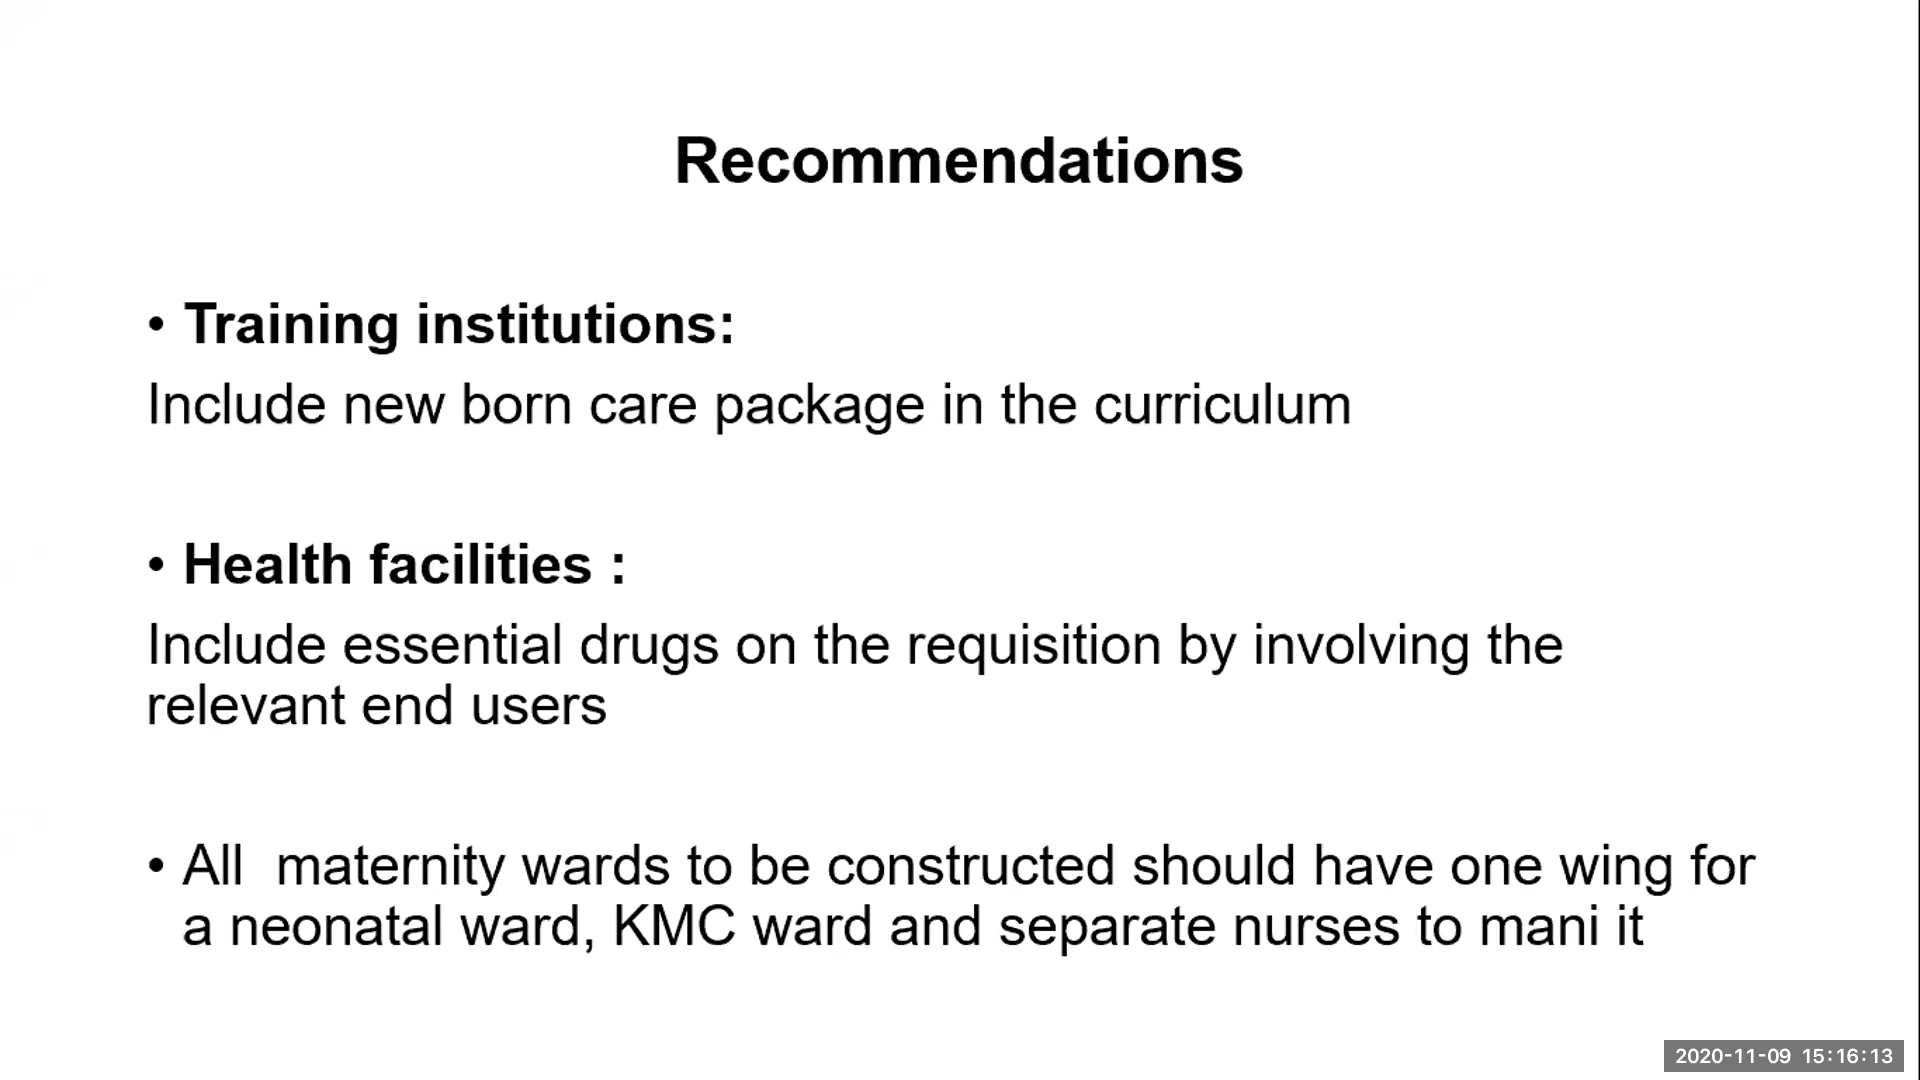 Recommendations
• Training institutions:
Include new born care package in the curriculum
• Health facilities :
Include essential drugs on the requisition by involving the
relevant end users
• All  maternity wards to be constructed should have one wing for
a neonatal ward, KMC ward and separate nurses to mani it
2020-11-09 15:16:13